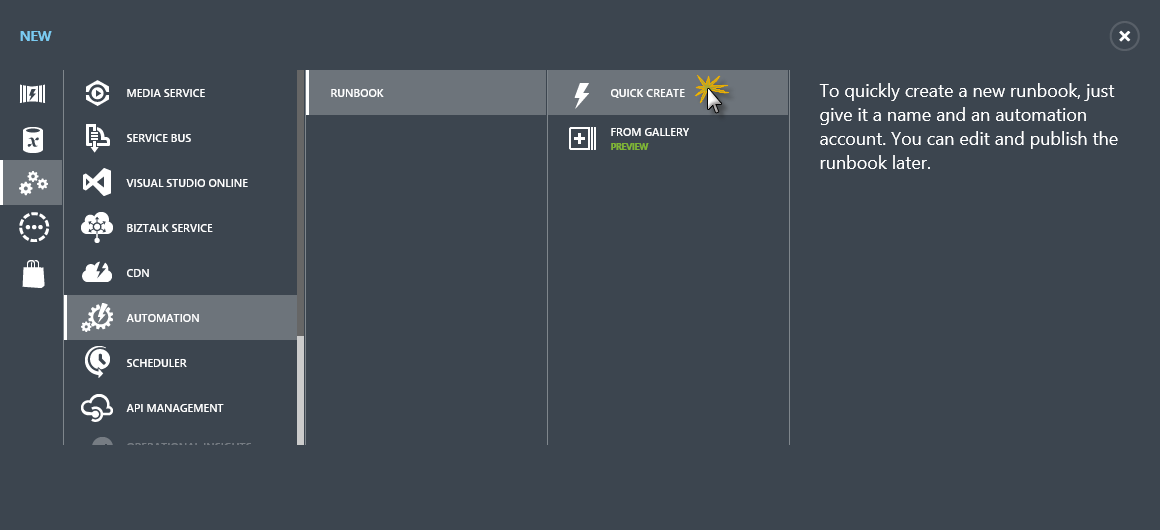 NEW
MEDIA SERVICE
SERVICE BUS
VISUAL STUDIO ONLINE
BIZTALK SERVICE
CDN
AUTOMATION
SCHEDULER
API MANAGEMENT
OPERATIONAL INSIGHTS
RUNBOOK
QUICK CREATE
FROM GALLERY
PREVIEW
To quickly create a new runbook, just
give it a name and an automation
account. You can edit and publish the
runbook later.